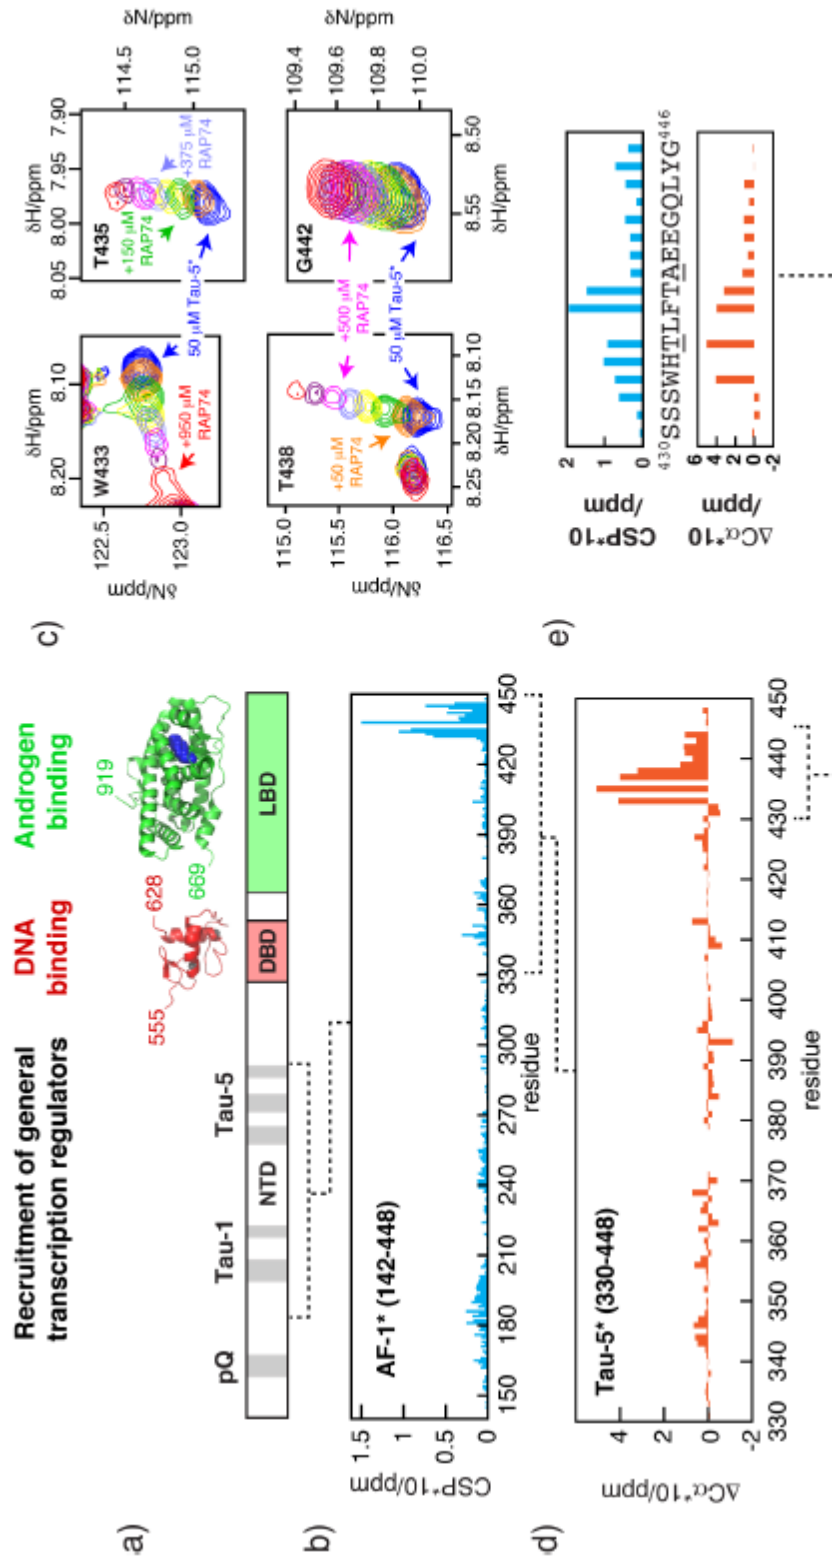 a)
Recruitment of general
transcription regulators
DNA
binding
Androgen
binding
555
628
669
919
pQ
Tau-1
Tau-5
NTD
DBD
LBD
b)
AF-1* (142-448)
CSP*10/ppm
1.5
1
0.5
0
150 180 210 240 270 300 330 360 390 420 450
residue
c)
δH/ppm
8.20 8.10
δH/ppm
8.05 8.00 7.95 7.90
δN/ppm
122.5
123.0
W433
+950 μM
RAP74
50 μM Tau-5*
T435
+150 μM
RAP74
+375 μM
RAP74
114.5
115.0
δN/ppm
δN/ppm
115.0
115.5
116.0
116.5
T438
+50 μM
RAP74
+500 μM
RAP74
50 μM Tau-5*
G442
109.4
109.6
109.8
110.0
δN/ppm
8.25 8.20 8.15 8.10
δH/ppm
8.55 8.50
δH/ppm
d)
Tau-5* (330-448)
ΔCα*10/ppm
4
2
0
-2
330 340 350 360 370 380 390 400 410 420 430 440 450
residue
e)
CSP*10
/ppm
2
1
0
430SSSWHTLFTAEEGQLYG446
ΔCα*10
/ppm
6
4
2
0
-2